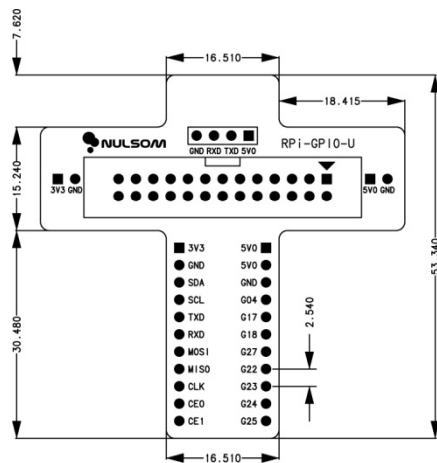 7.620
16.510
18.415
NULSOM
RPi-GPIO-U
GND RXD TXD 5V0
15.240
3V3 GND
5V0 GND
53.340
3V3 5V0
GND 5V0
SDA GND
SCL G04
TXD G17
RXD G18
MOSI G27
MISO G22
CLK G23
CE0 G24
CE1 G25
2.540
30.480
16.510